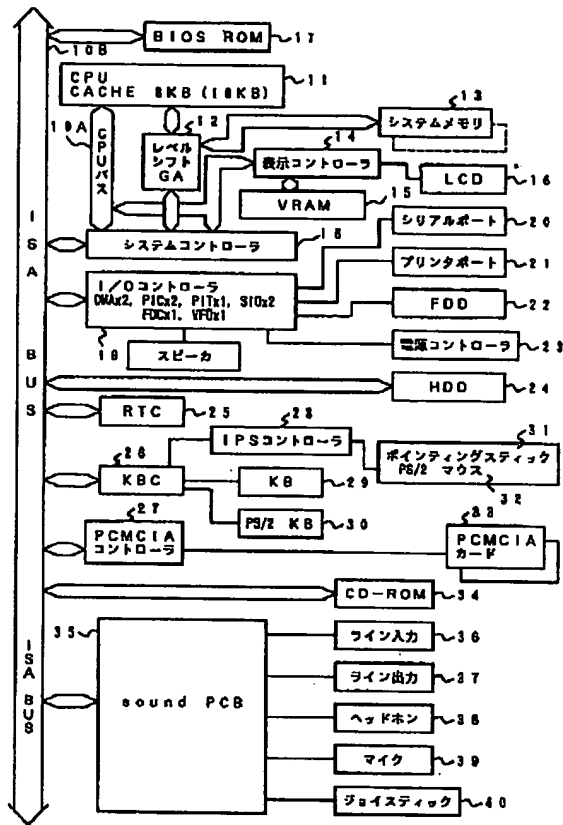 BIOS ROM
17
10B
CPU
CACHE 8KB (16KB)
11
10A
CPUバス
12
レベル
シフト
GA
13
システムメモリ
14
表示コントローラ
LCD
16
VRAM
15
システムコントローラ
18
シリアルポート
20
プリンタポート
21
I/Oコントローラ
DMAx2, PICx2, PITx1, SIOx2
FDCx1, VFOx1
FDD
22
スピーカ
電源コントローラ
23
HDD
24
ISA BUS
RTC
25
28
IPSコントローラ
31
ポインティングスティック
PS/2 マウス
32
26
KBC
KB
29
PS/2 KB
30
27
PCMCIA
コントローラ
33
PCMCIA
カード
CD-ROM
34
35
sound PCB
ライン入力
36
ライン出力
37
ヘッドホン
38
マイク
39
ジョイスティック
40
ISA BUS